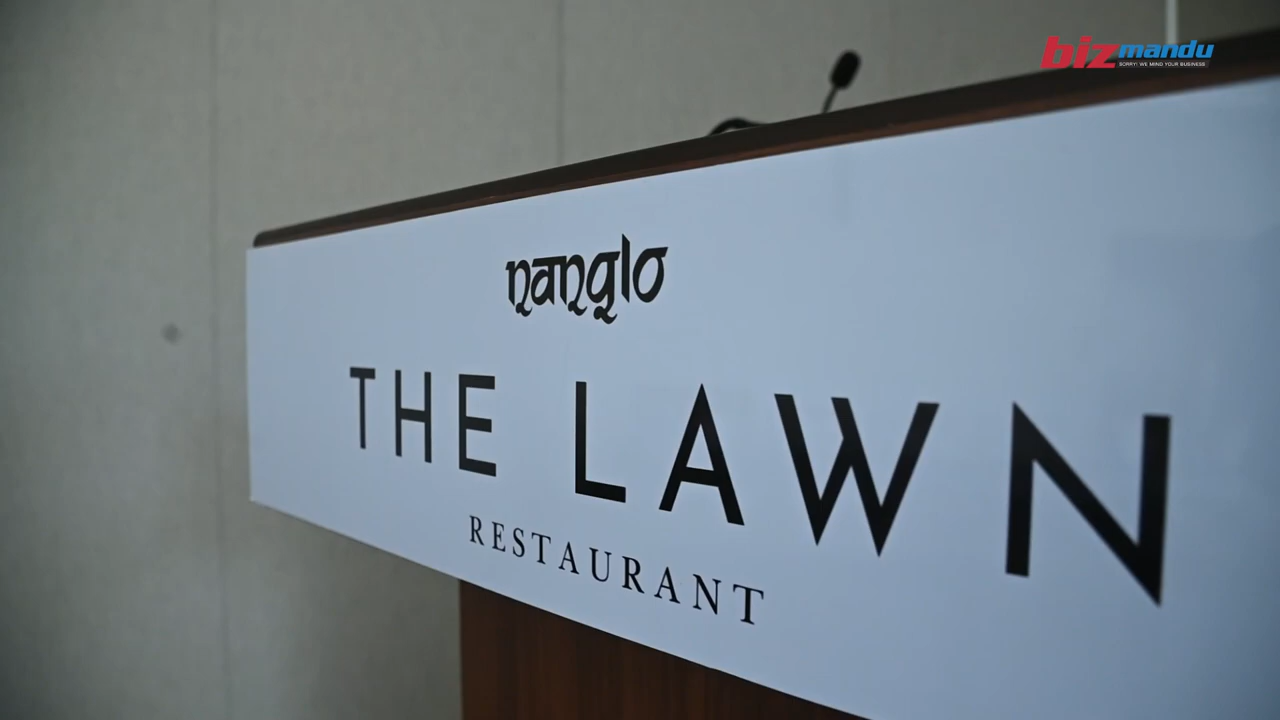 bizmandu
SORRY! WE MIND YOUR BUSINESS
nanglo
THE LAWN
RESTAURANT